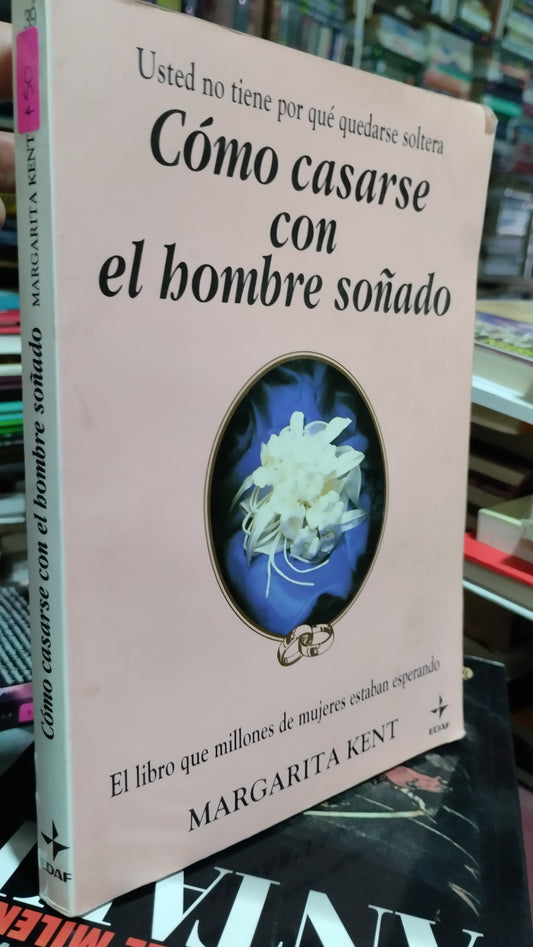 Usted no tiene por qué quedarse soltera
Cómo casarse
con
el hombre soñado
El libro que millones de mujeres estaban esperando
MARGARITA KENT
EDAF
Cómo casarse con el hombre soñado MARGARITA KENT
EDAF